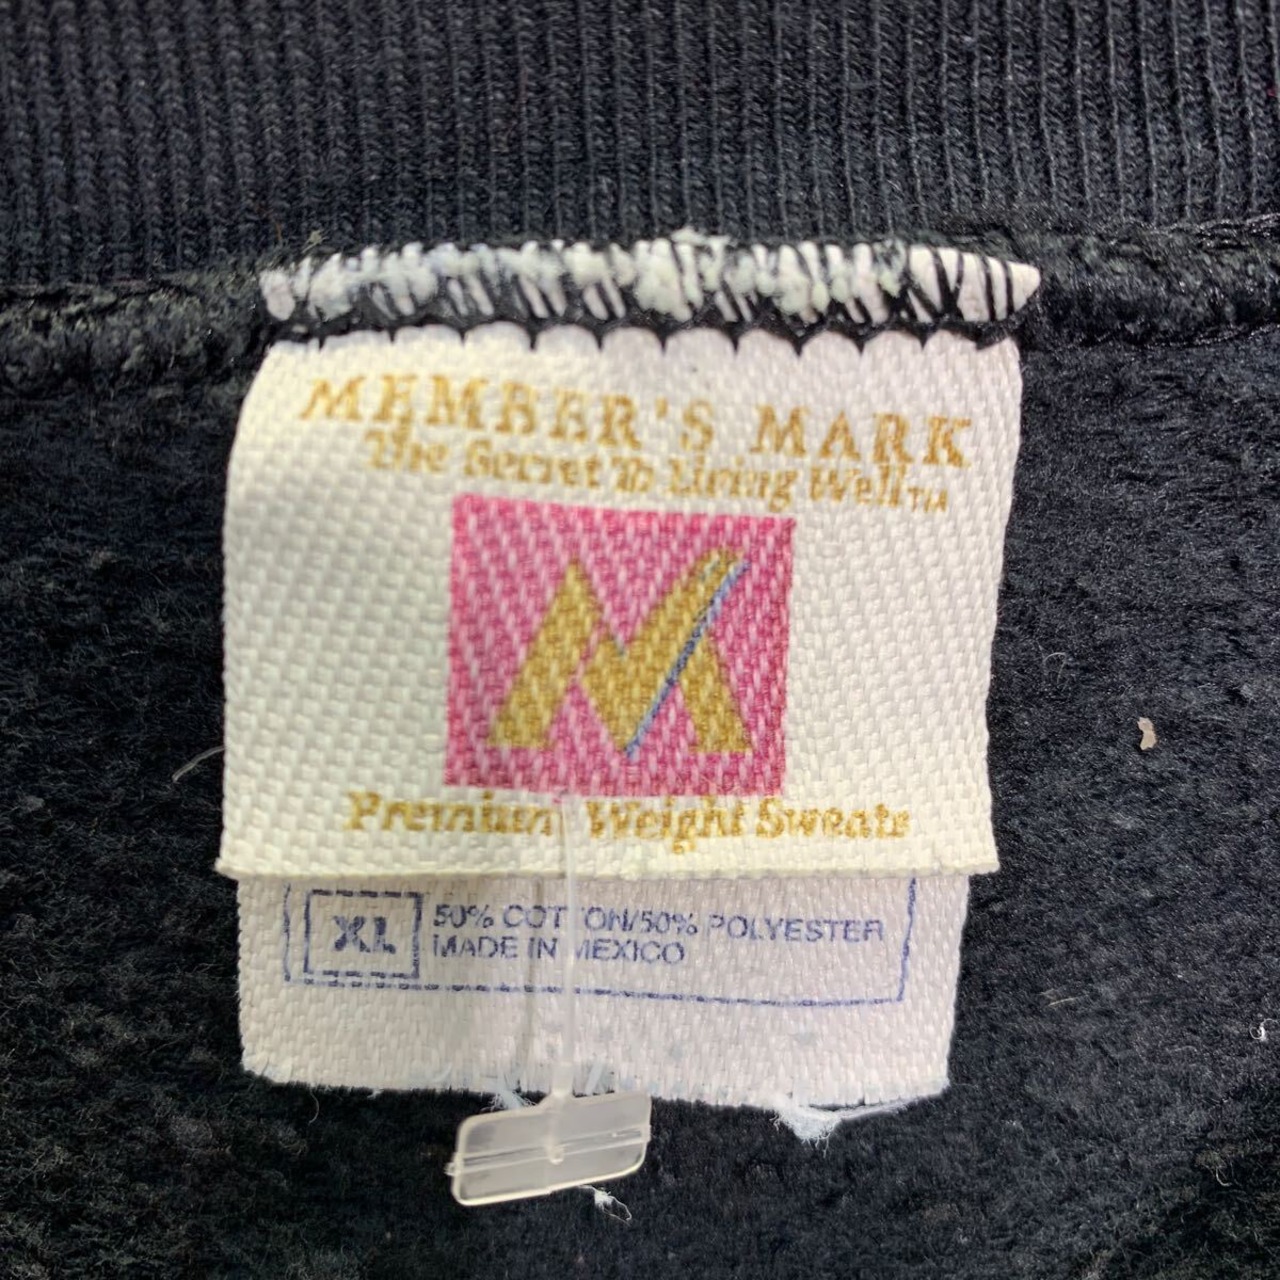 MEMBER'S MARK
The Secret To Living Well™
M
Premium Weight Sweats
XL
50% COTTON/50% POLYESTER
MADE IN MEXICO